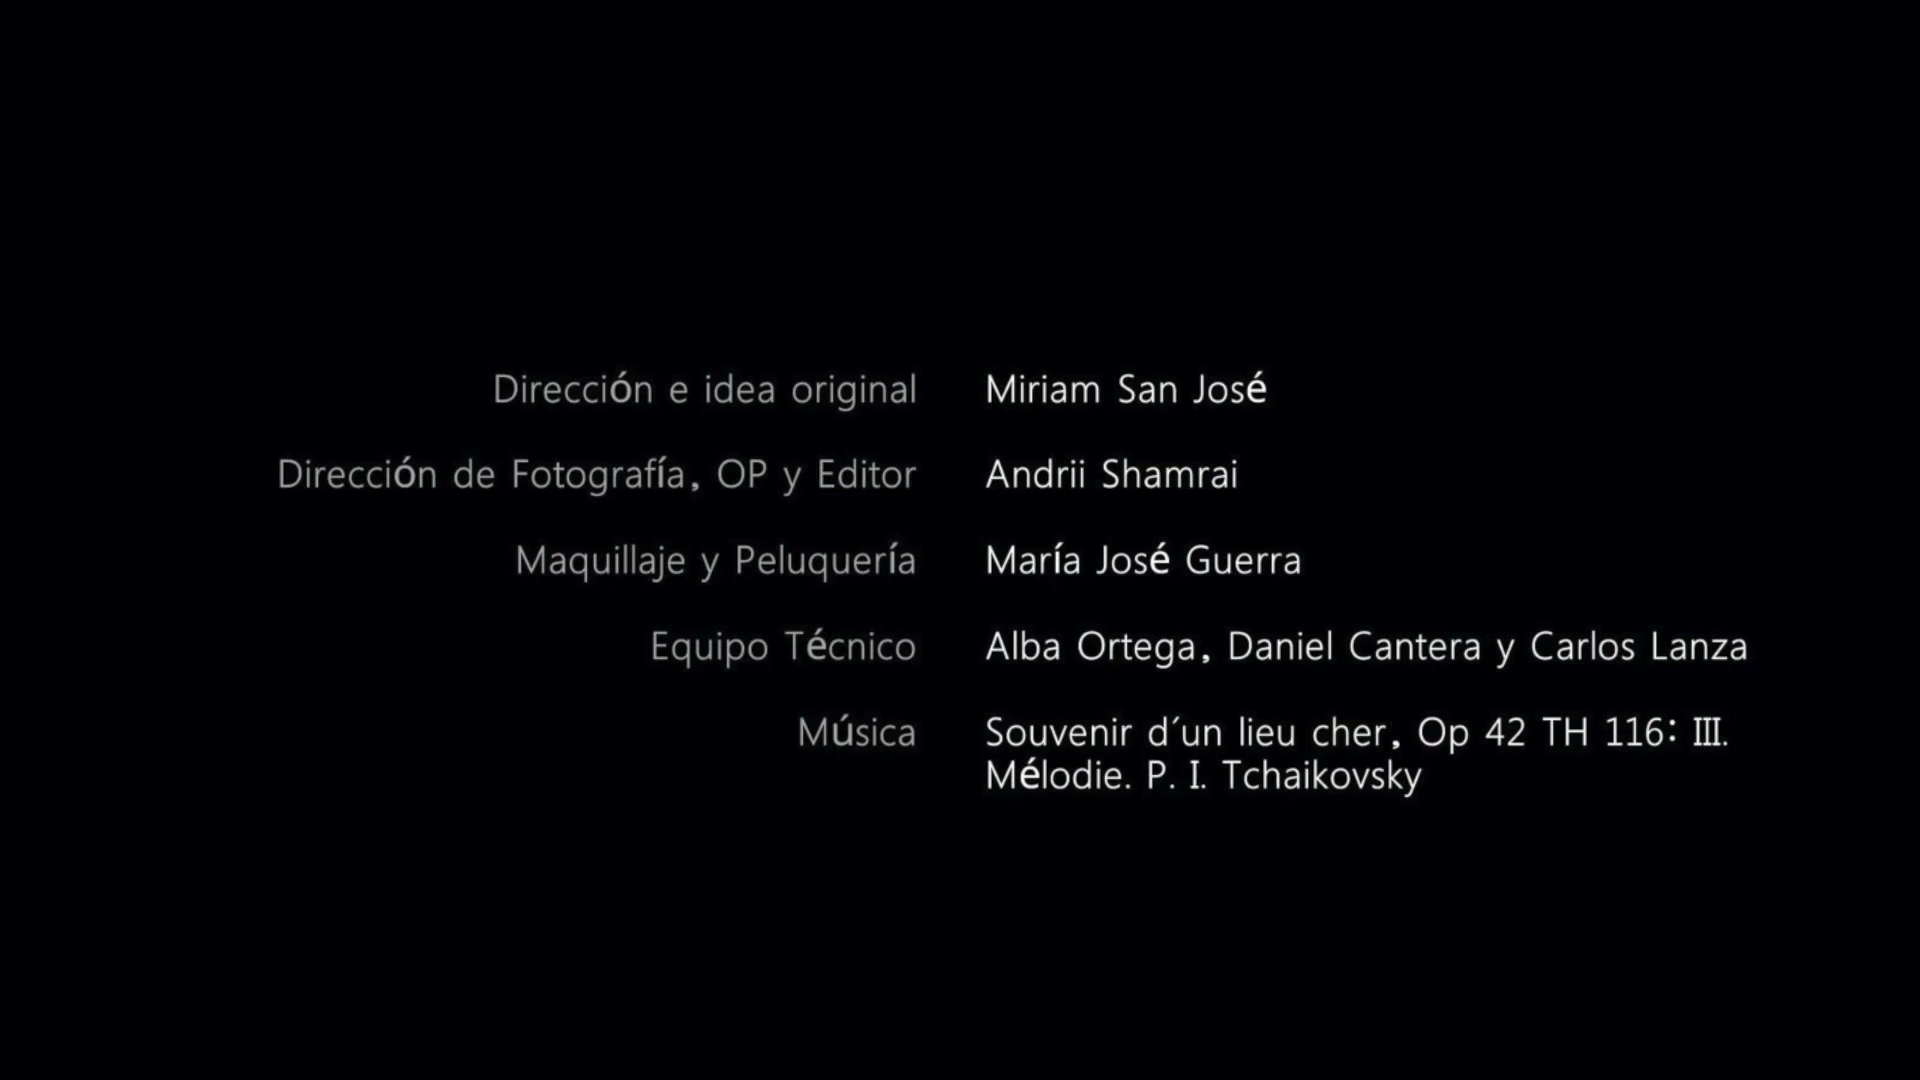 Dirección e idea original Miriam San José
Dirección de Fotografía, OP y Editor Andrii Shamrai
Maquillaje y Peluquería María José Guerra
Equipo Técnico Alba Ortega, Daniel Cantera y Carlos Lanza
Música Souvenir d´un lieu cher, Op 42 TH 116: III.
Mélodie. P. I. Tchaikovsky